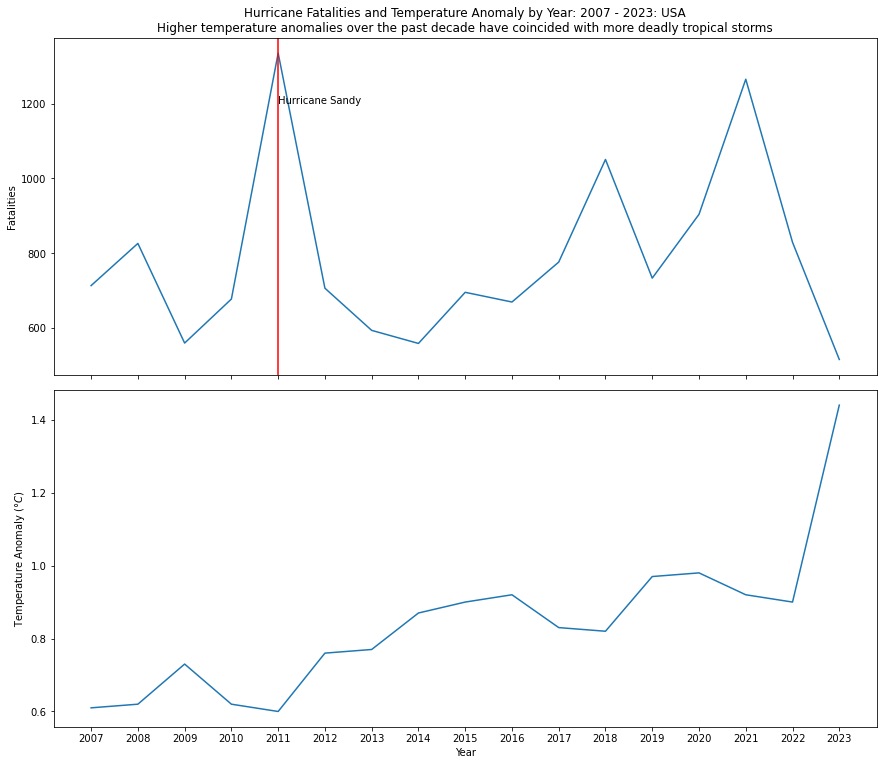 Hurricane Fatalities and Temperature Anomaly by Year: 2007 - 2023: USA
Higher temperature anomalies over the past decade have coincided with more deadly tropical storms
1200
1000
800
600
Fatalities
Hurricane Sandy
1.4
1.2
1.0
0.8
0.6
Temperature Anomaly (°C)
2007 2008 2009 2010 2011 2012 2013 2014 2015 2016 2017 2018 2019 2020 2021 2022 2023
Year